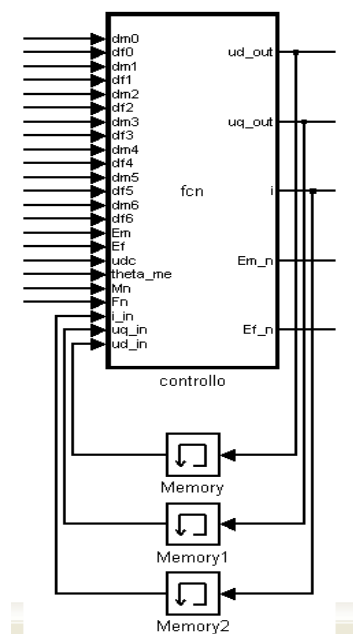 dm0
df0
dm1
df1
dm2
df2
dm3
df3
dm4
df4
dm5
df5
dm6
df6
Em
Ef
udc
theta_me
Mn
Fn
i_in
uq_in
ud_in
fcn
ud_out
uq_out
i
Em_n
Ef_n
controllo
Memory
Memory1
Memory2